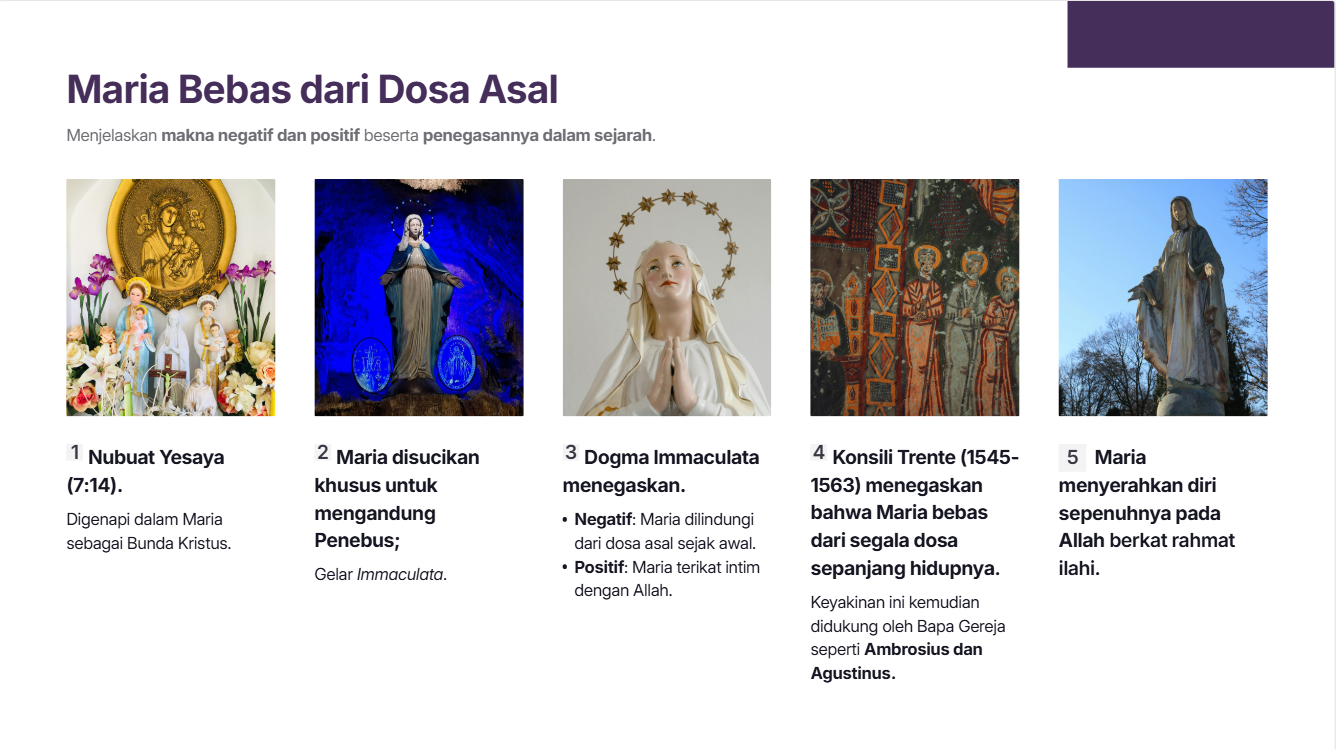 Maria Bebas dari Dosa Asal
Menjelaskan makna negatif dan positif beserta penegasannya dalam sejarah.
1 Nubuat Yesaya
(7:14).
Digenapi dalam Maria
sebagai Bunda Kristus.
2 Maria disucikan
khusus untuk
mengandung
Penebus;
Gelar Immaculata.
3 Dogma Immaculata
menegaskan.
• Negatif: Maria dilindungi
dari dosa asal sejak awal.
• Positif: Maria terikat intim
dengan Allah.
4 Konsili Trente (1545-
1563) menegaskan
bahwa Maria bebas
dari segala dosa
sepanjang hidupnya.
Keyakinan ini kemudian
didukung oleh Bapa Gereja
seperti Ambrosius dan
Agustinus.
5 Maria
menyerahkan diri
sepenuhnya pada
Allah berkat rahmat
ilahi.